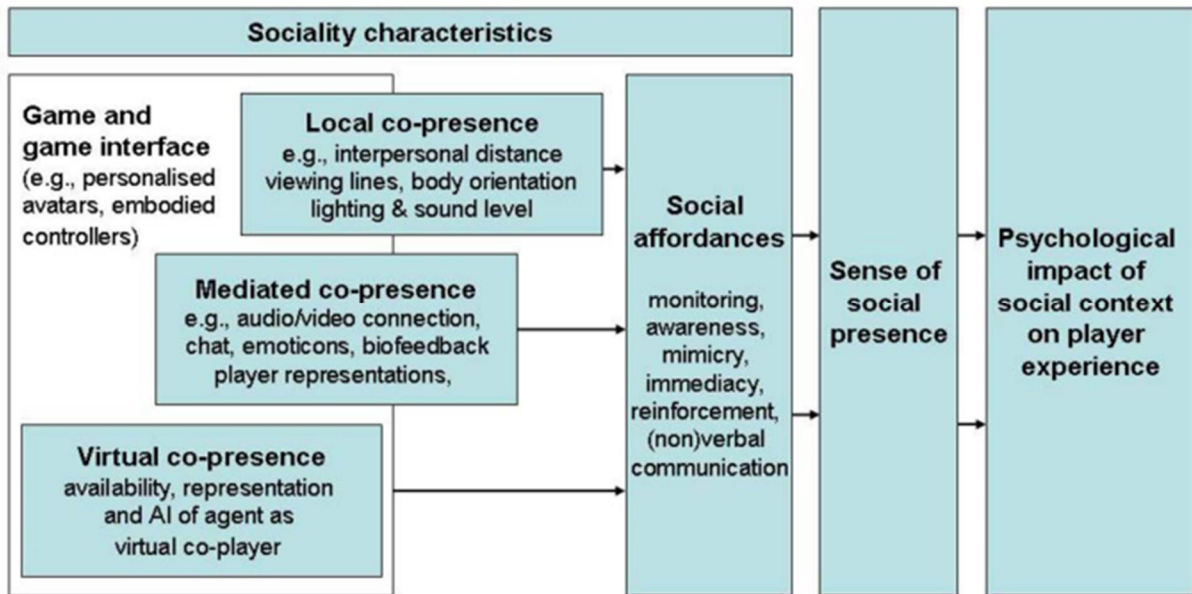 Sociality characteristics
Game and
game interface
(e.g., personalised
avatars, embodied
controllers)
Local co-presence
e.g., interpersonal distance
viewing lines, body orientation
lighting & sound level
Mediated co-presence
e.g., audio/video connection,
chat, emoticons, biofeedback
player representations,
Virtual co-presence
availability, representation
and AI of agent as
virtual co-player
Social
affordances
monitoring,
awareness,
mimicry,
immediacy,
reinforcement,
(non)verbal
communication
Sense of
social
presence
Psychological
impact of
social context
on player
experience